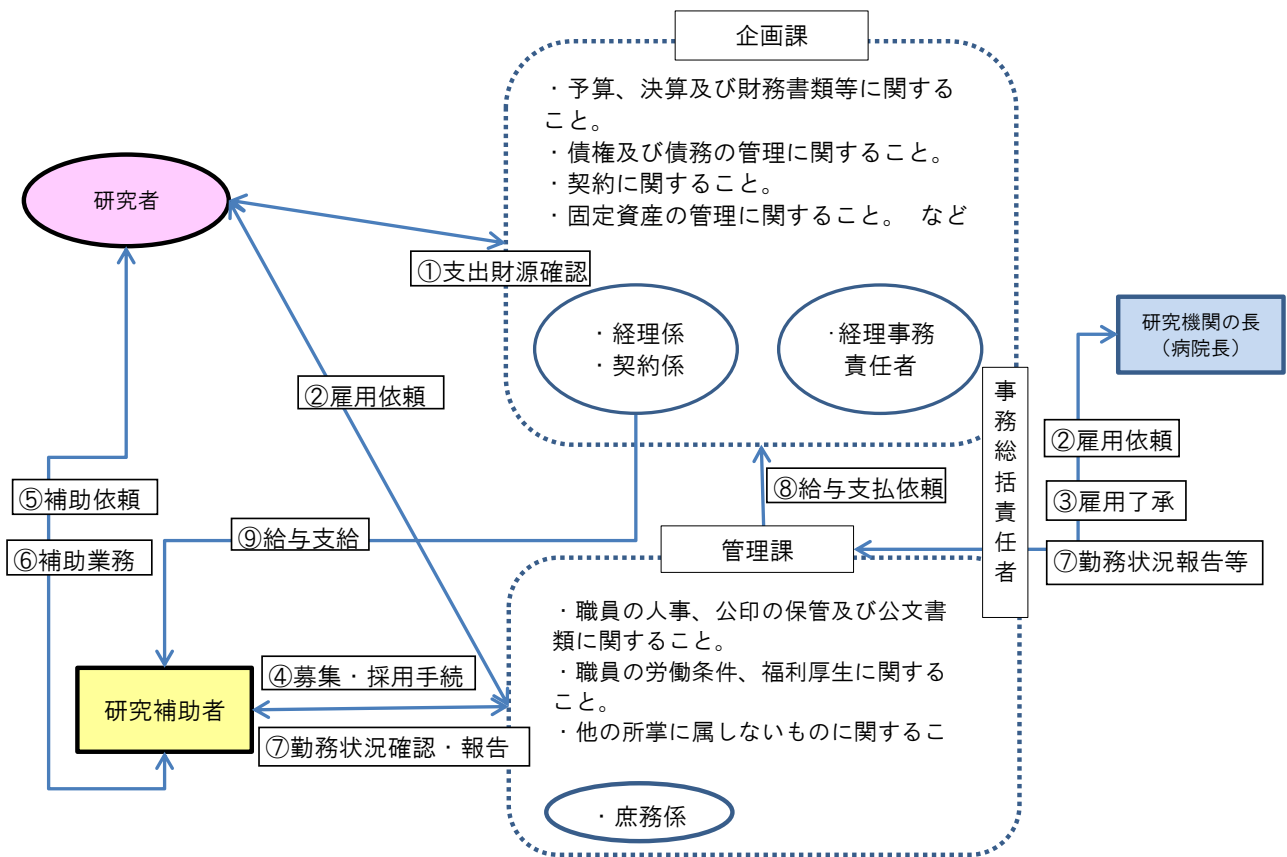 企画課
・予算、決算及び財務書類等に関する
こと。
・債権及び債務の管理に関すること。
・契約に関すること。
・固定資産の管理に関すること。 など
研究者
①支出財源確認
・経理係
・契約係
・経理事務
責任者
研究機関の長
（病院長）
②雇用依頼
事務総括責任者
②雇用依頼
③雇用了承
⑦勤務状況報告等
⑤補助依頼
⑥補助業務
⑧給与支払依頼
⑨給与支給
管理課
・職員の人事、公印の保管及び公文書
類に関すること。
・職員の労働条件、福利厚生に関する
こと。
・他の所掌に属しないものに関するこ
④募集・採用手続
研究補助者
⑦勤務状況確認・報告
・庶務係